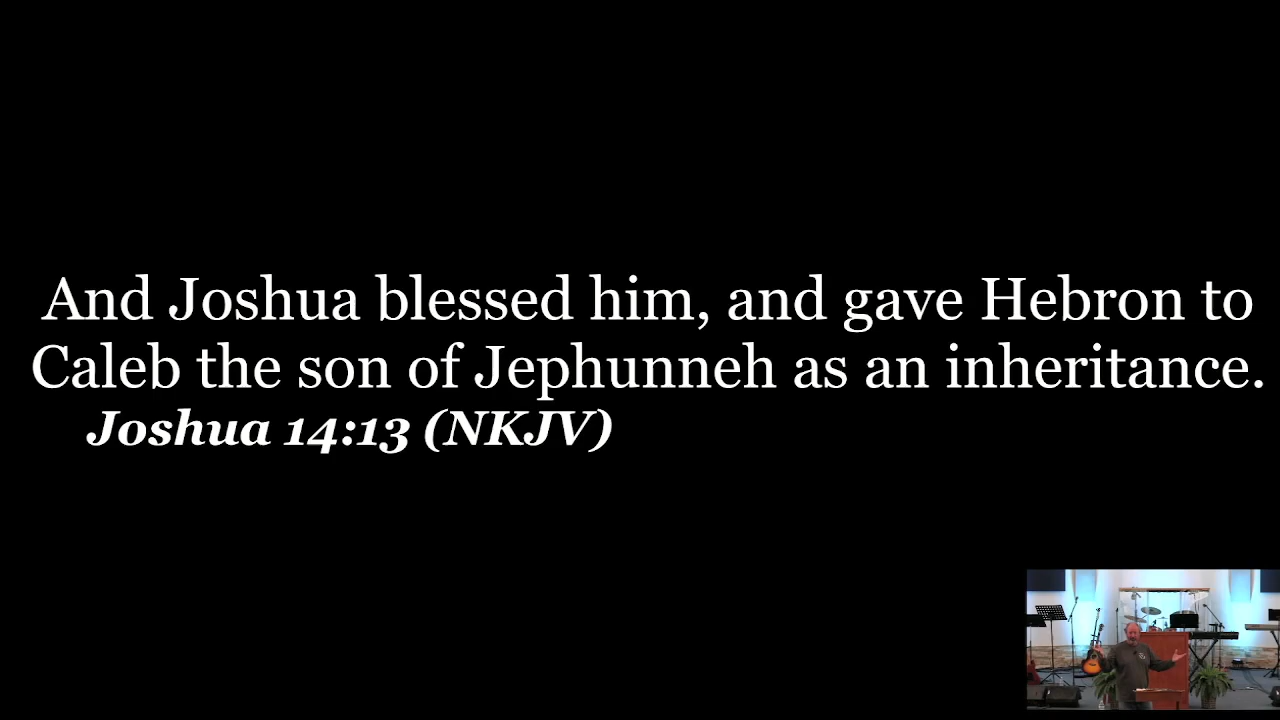 And Joshua blessed him, and gave Hebron to
Caleb the son of Jephunneh as an inheritance.
Joshua 14:13 (NKJV)